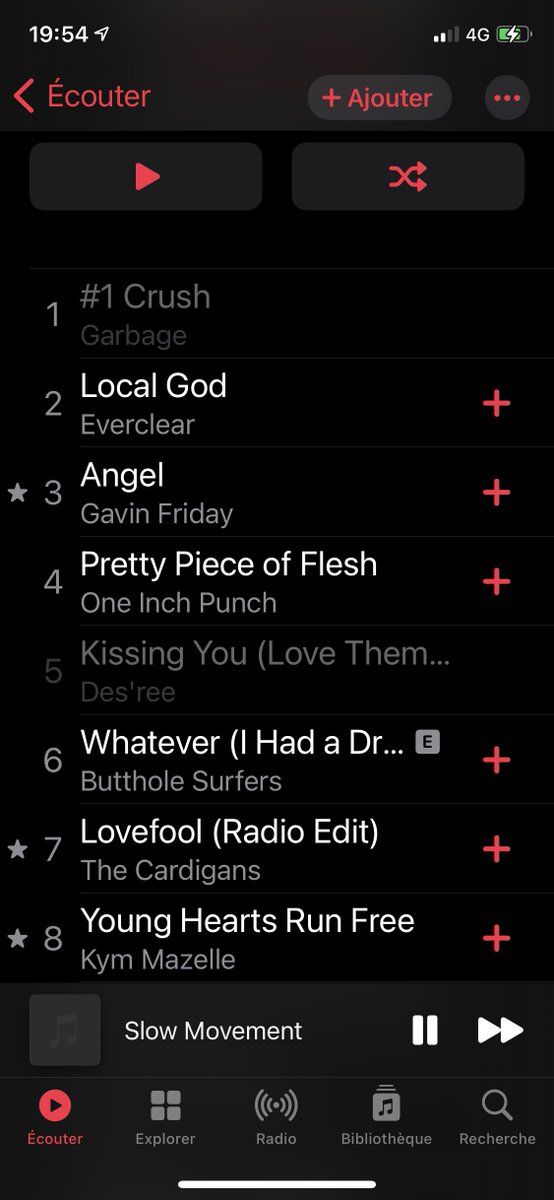 19:54 4G
Écouter + Ajouter
1 #1 Crush
Garbage
2 Local God
Everclear
3 Angel
Gavin Friday
4 Pretty Piece of Flesh
One Inch Punch
5 Kissing You (Love Them...
Des'ree
6 Whatever (I Had a Dr... E
Butthole Surfers
7 Lovefool (Radio Edit)
The Cardigans
8 Young Hearts Run Free
Kym Mazelle
Slow Movement
Écouter Explorer Radio Bibliothèque Recherche